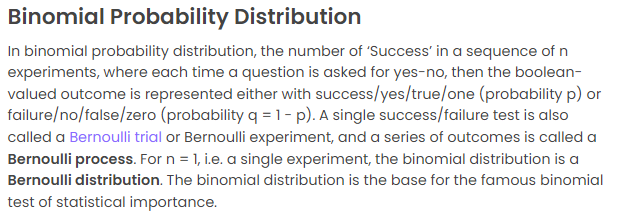 Binomial Probability Distribution
In binomial probability distribution, the number of ‘Success’ in a sequence of n
experiments, where each time a question is asked for yes-no, then the boolean-
valued outcome is represented either with success/yes/true/one (probability p) or
failure/no/false/zero (probability q = 1 − p). A single success/failure test is also
called a Bernoulli trial or Bernoulli experiment, and a series of outcomes is called a
Bernoulli process. For n = 1, i.e. a single experiment, the binomial distribution is a
Bernoulli distribution. The binomial distribution is the base for the famous binomial
test of statistical importance.